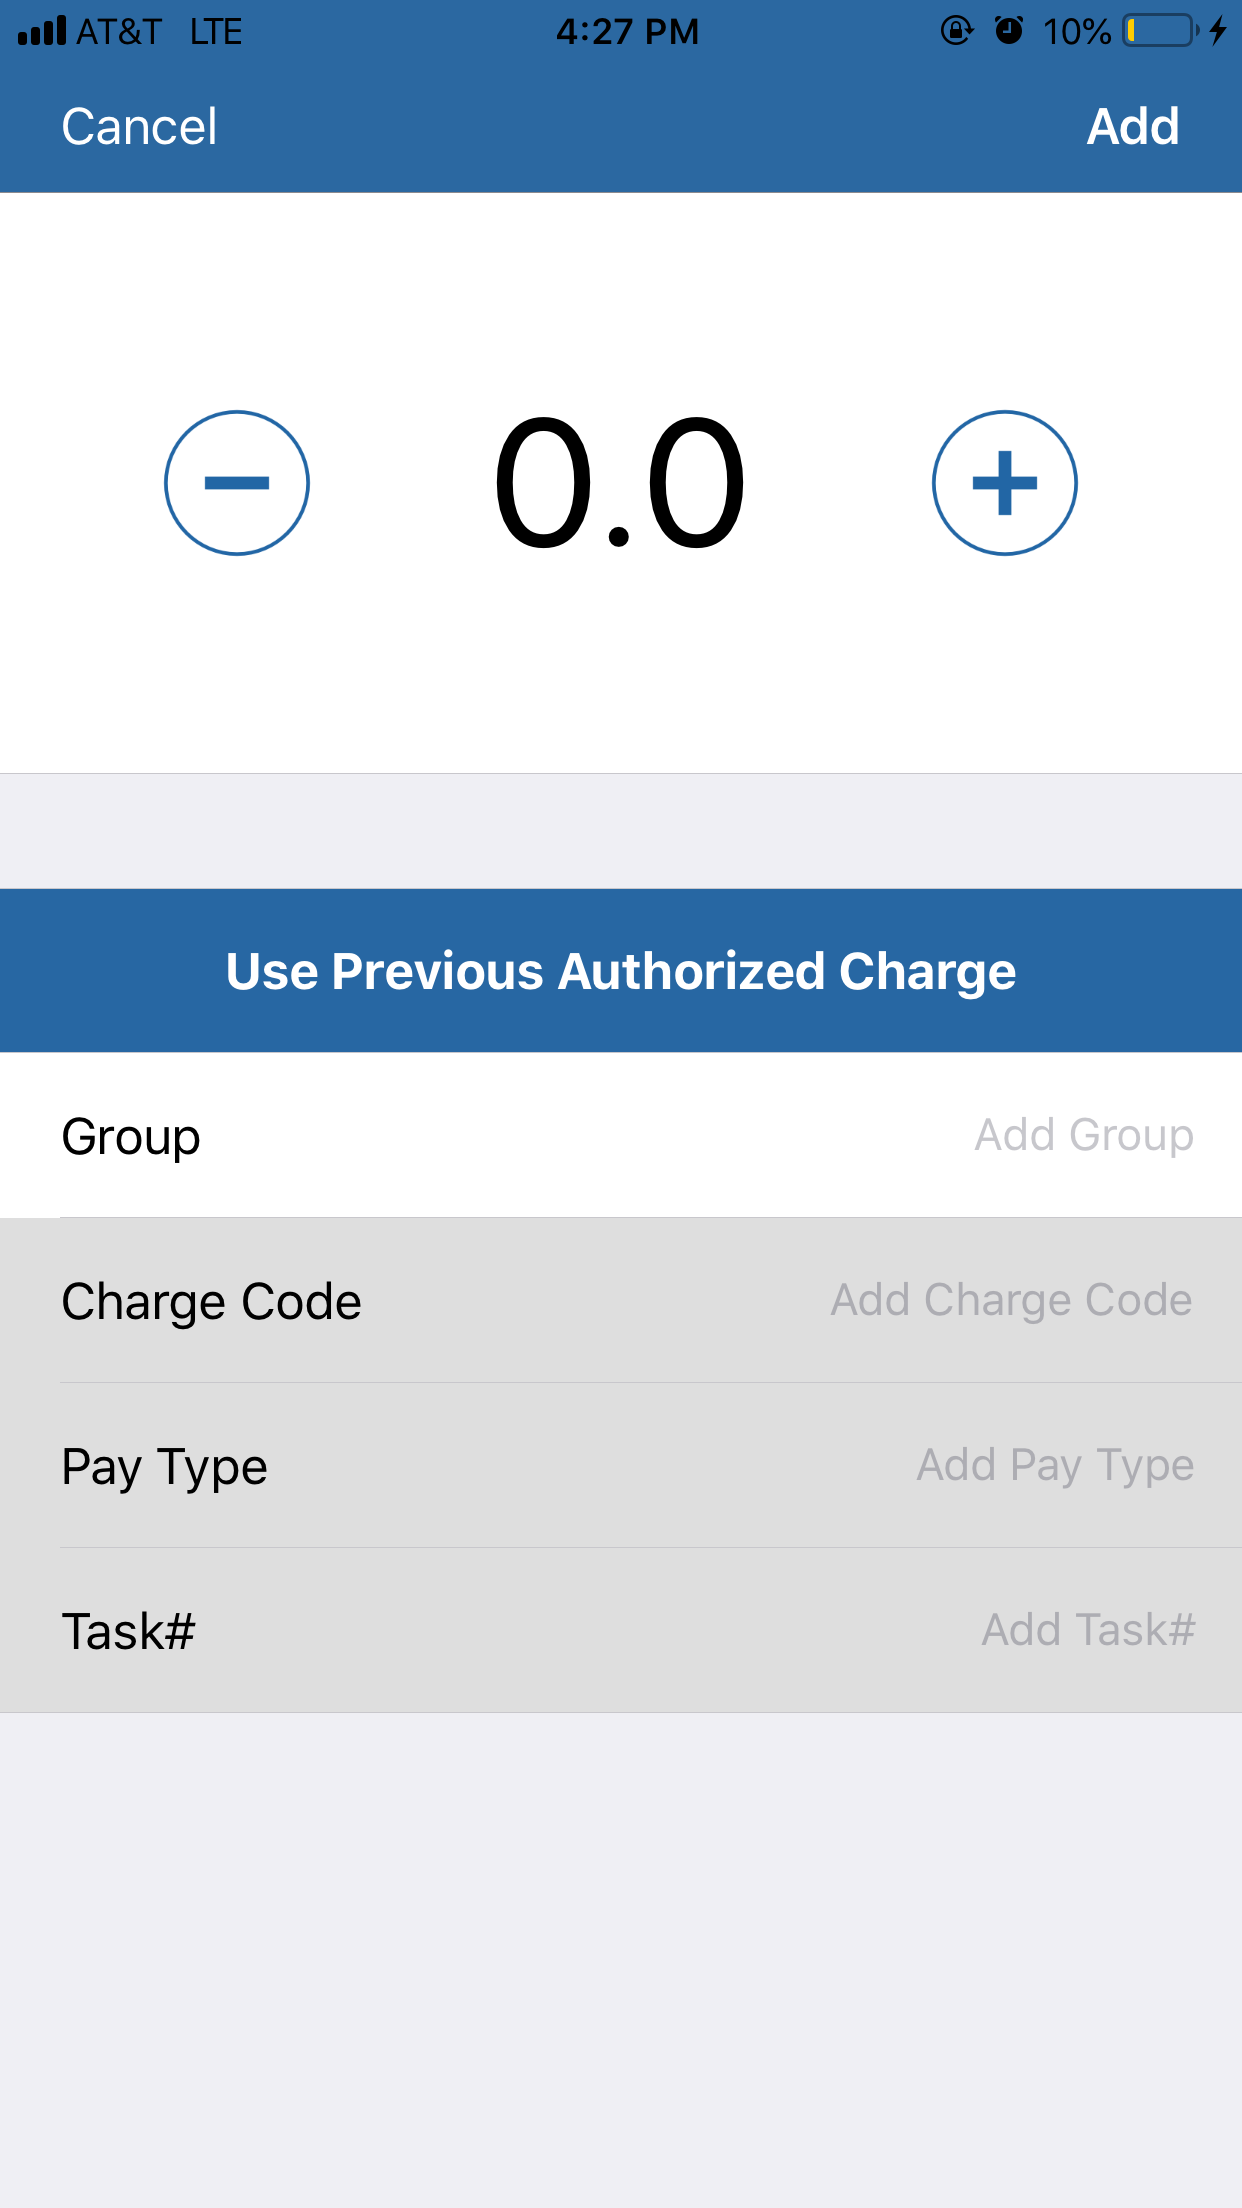 AT&T LTE 4:27 PM 10%
Cancel Add
0.0
Use Previous Authorized Charge
Group Add Group
Charge Code Add Charge Code
Pay Type Add Pay Type
Task# Add Task#